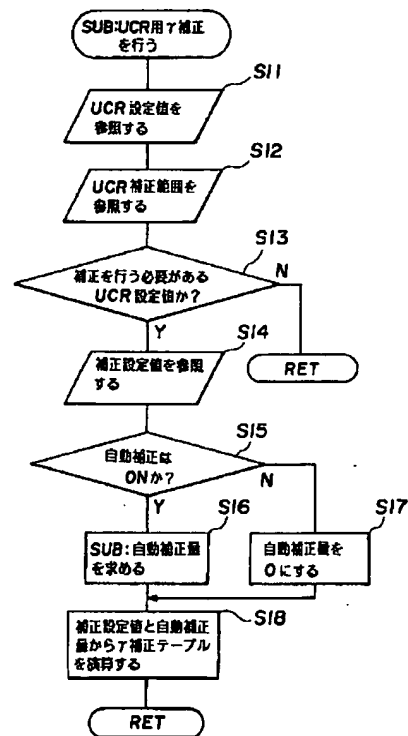 SUB:UCR用γ補正
を行う
S11
UCR設定値を
参照する
S12
UCR補正範囲を
参照する
S13
補正を行う必要がある
UCR設定値か?
N
Y
S14
RET
補正設定値を参照
する
S15
自動補正は
ONか?
N
Y
S16
S17
SUB:自動補正量
を求める
自動補正量を
0にする
S18
補正設定値と自動補正
量からγ補正テーブル
を演算する
RET